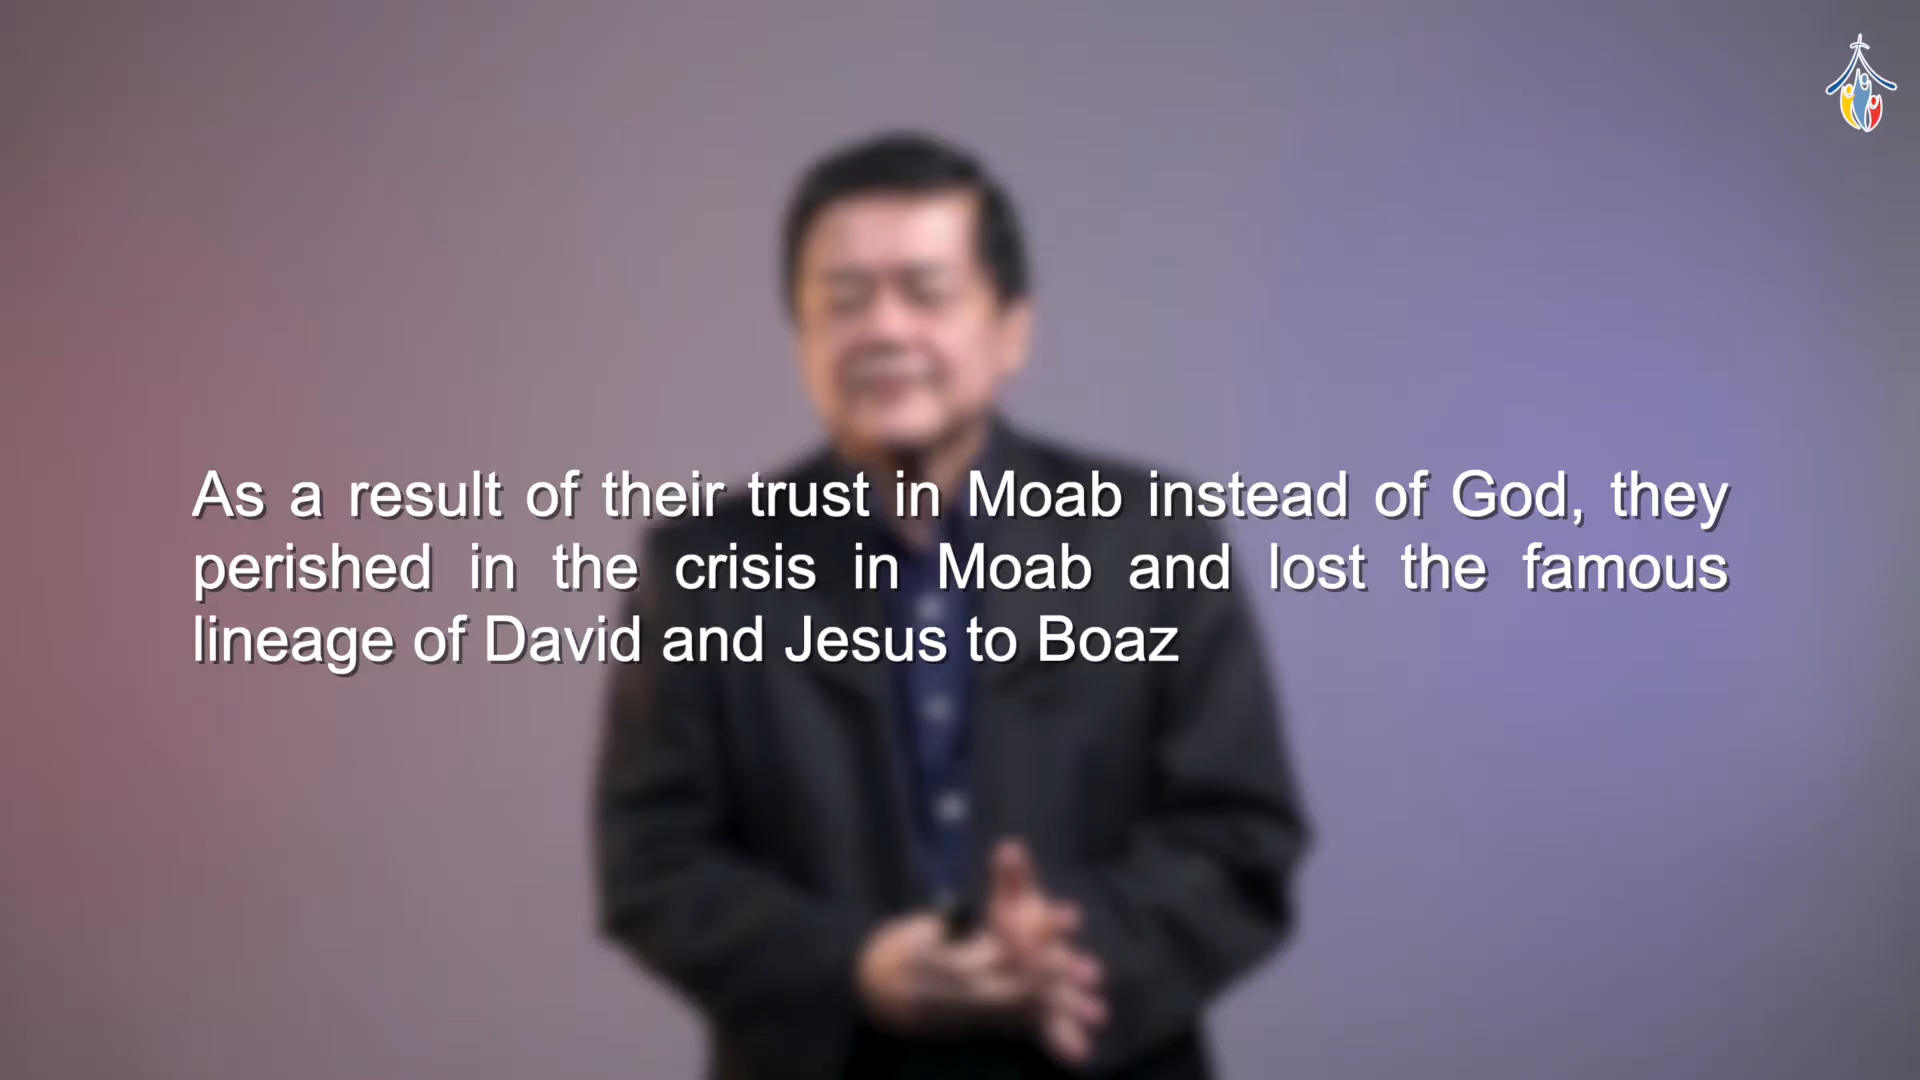 As a result of their trust in Moab instead of God, they
perished in the crisis in Moab and lost the famous
lineage of David and Jesus to Boaz